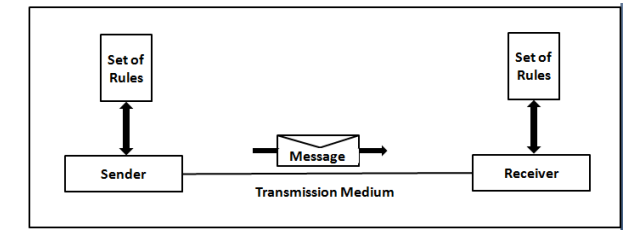 Set of
Rules
Set of
Rules
Message
Sender
Receiver
Transmission Medium